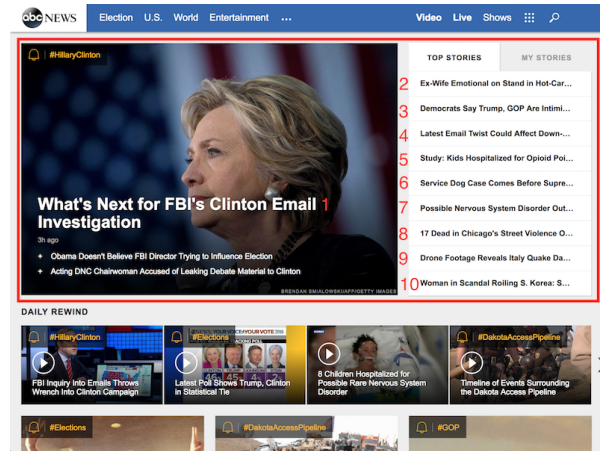 abc NEWS
Election U.S. World Entertainment ...
Video Live Shows
#HillaryClinton
What's Next for FBI's Clinton Email 1
Investigation
3h ago
+ Obama Doesn't Believe FBI Director Trying to Influence Election
+ Acting DNC Chairwoman Accused of Leaking Debate Material to Clinton
BRENDAN SMIALOWSKI/AFP/GETTY IMAGES
TOP STORIES MY STORIES
2 Ex-Wife Emotional on Stand in Hot-Car...
3 Democrats Say Trump, GOP Are Intimi...
4 Latest Email Twist Could Affect Down-...
5 Study: Kids Hospitalized for Opioid Poi...
6 Service Dog Case Comes Before Supre...
7 Possible Nervous System Disorder Out...
8 17 Dead in Chicago's Street Violence O...
9 Drone Footage Reveals Italy Quake Da...
10 Woman in Scandal Roiling S. Korea: S...
DAILY REWIND
#HillaryClinton
FBI Inquiry Into Emails Throws
Wrench Into Clinton Campaign
#Elections
YOUR VOTE 2016
Latest Poll Shows Trump, Clinton
in Statistical Tie
8 Children Hospitalized for
Possible Rare Nervous System
Disorder
#DakotaAccessPipeline
Timeline of Events Surrounding
the Dakota Access Pipeline
#Elections
#DakotaAccessPipeline
#GOP